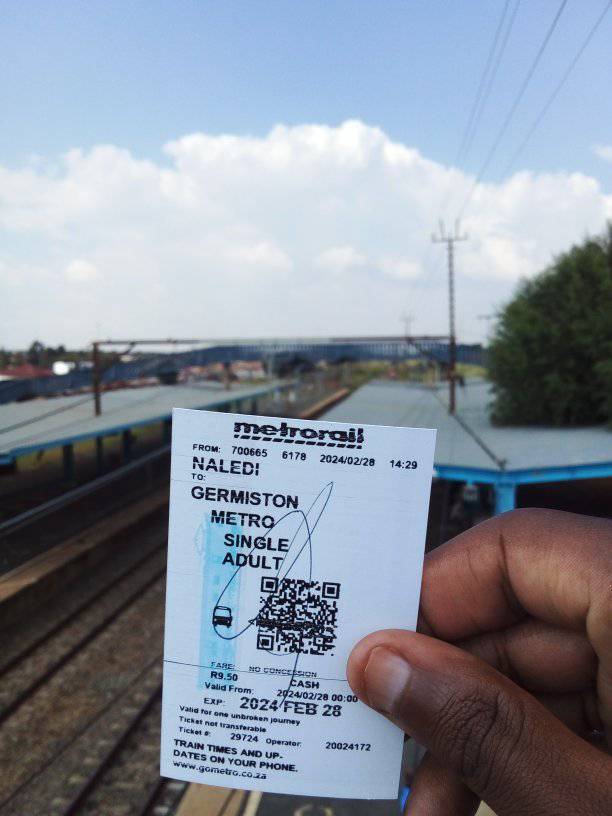 metrorail
FROM: 700665 6178 2024/02/28 14:29
NALEDI
TO:
GERMISTON
METRO
SINGLE
ADULT
FARE: NO CONCESSION
R9.50 CASH
Valid From: 2024/02/28 00:00
EXP: 2024 FEB 28
Valid for one unbroken journey
Ticket not transferable
Ticket #: 29724 Operator: 20024172
TRAIN TIMES AND UP-
DATES ON YOUR PHONE.
www.gometro.co.za